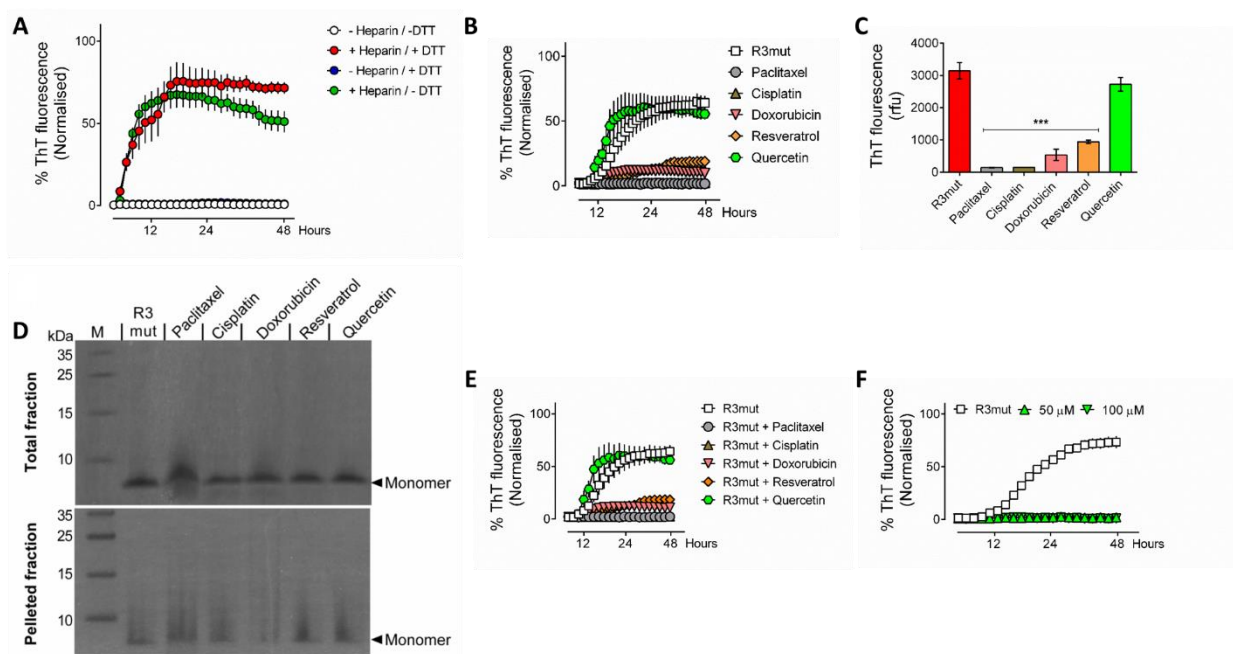 A
% ThT fluorescence
(Normalised)
100
50
0
12
24
48
Hours
- Heparin / -DTT
+ Heparin / + DTT
- Heparin / + DTT
+ Heparin / - DTT
B
% ThT fluorescence
(Normalised)
100
50
0
12
24
48
Hours
R3mut
Paclitaxel
Cisplatin
Doxorubicin
Resveratrol
Quercetin
C
ThT flourescence
(rfu)
4000
3000
2000
1000
0
***
R3mut
Paclitaxel
Cisplatin
Doxorubicin
Resveratrol
Quercetin
D
kDa
M
R3
mut
Paclitaxel
Cisplatin
Doxorubicin
Resveratrol
Quercetin
Total fraction
35
25
15
10
Monomer
Pelleted fraction
35
25
15
10
Monomer
E
% ThT fluorescence
(Normalised)
100
50
0
12
24
48
Hours
R3mut
R3mut + Paclitaxel
R3mut + Cisplatin
R3mut + Doxorubicin
R3mut + Resveratrol
R3mut + Quercetin
F
% ThT fluorescence
(Normalised)
100
50
0
12
24
48
Hours
R3mut
50 μM
100 μM